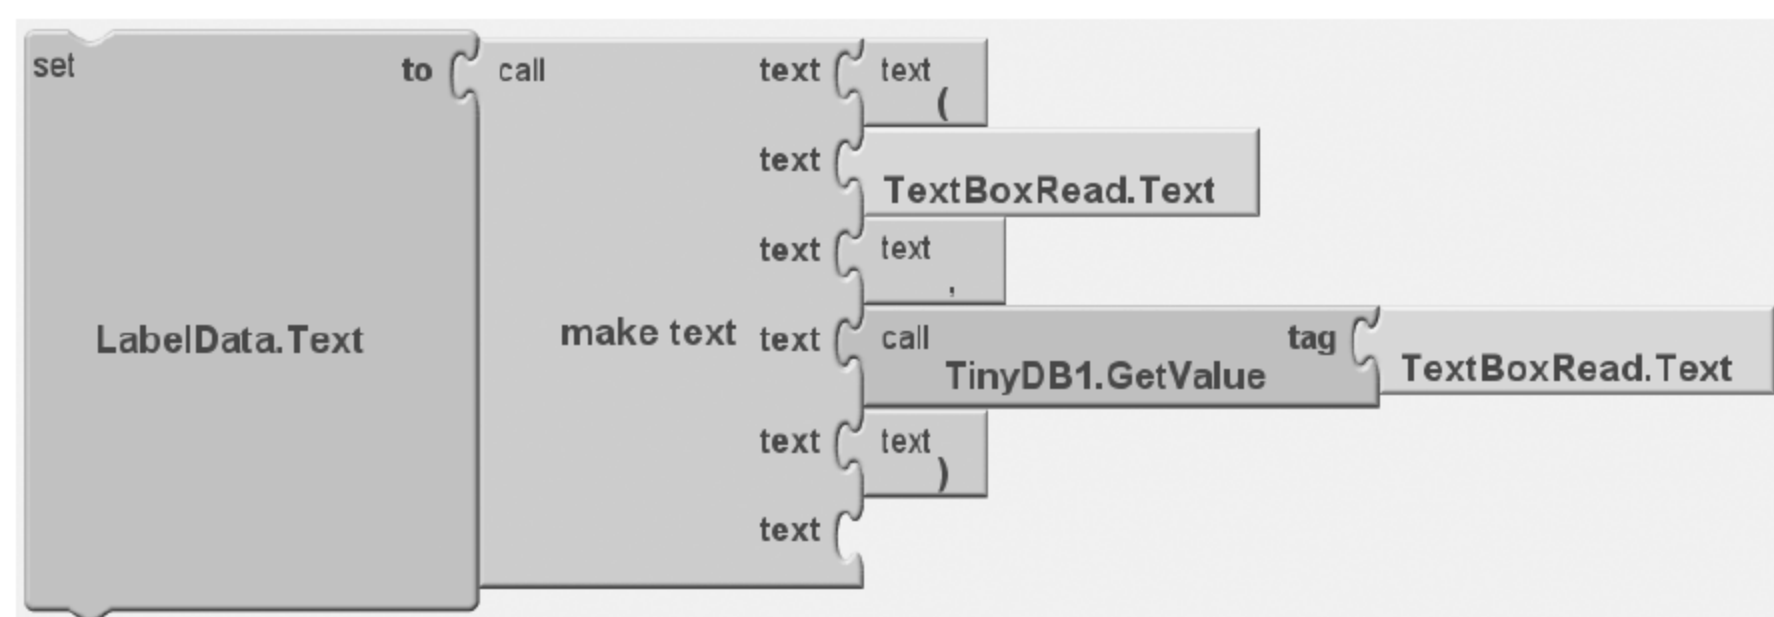 set to call text text
(
text
TextBoxRead.Text
text text
,
LabelData.Text make text text call tag
TinyDB1.GetValue TextBoxRead.Text
text text
)
text